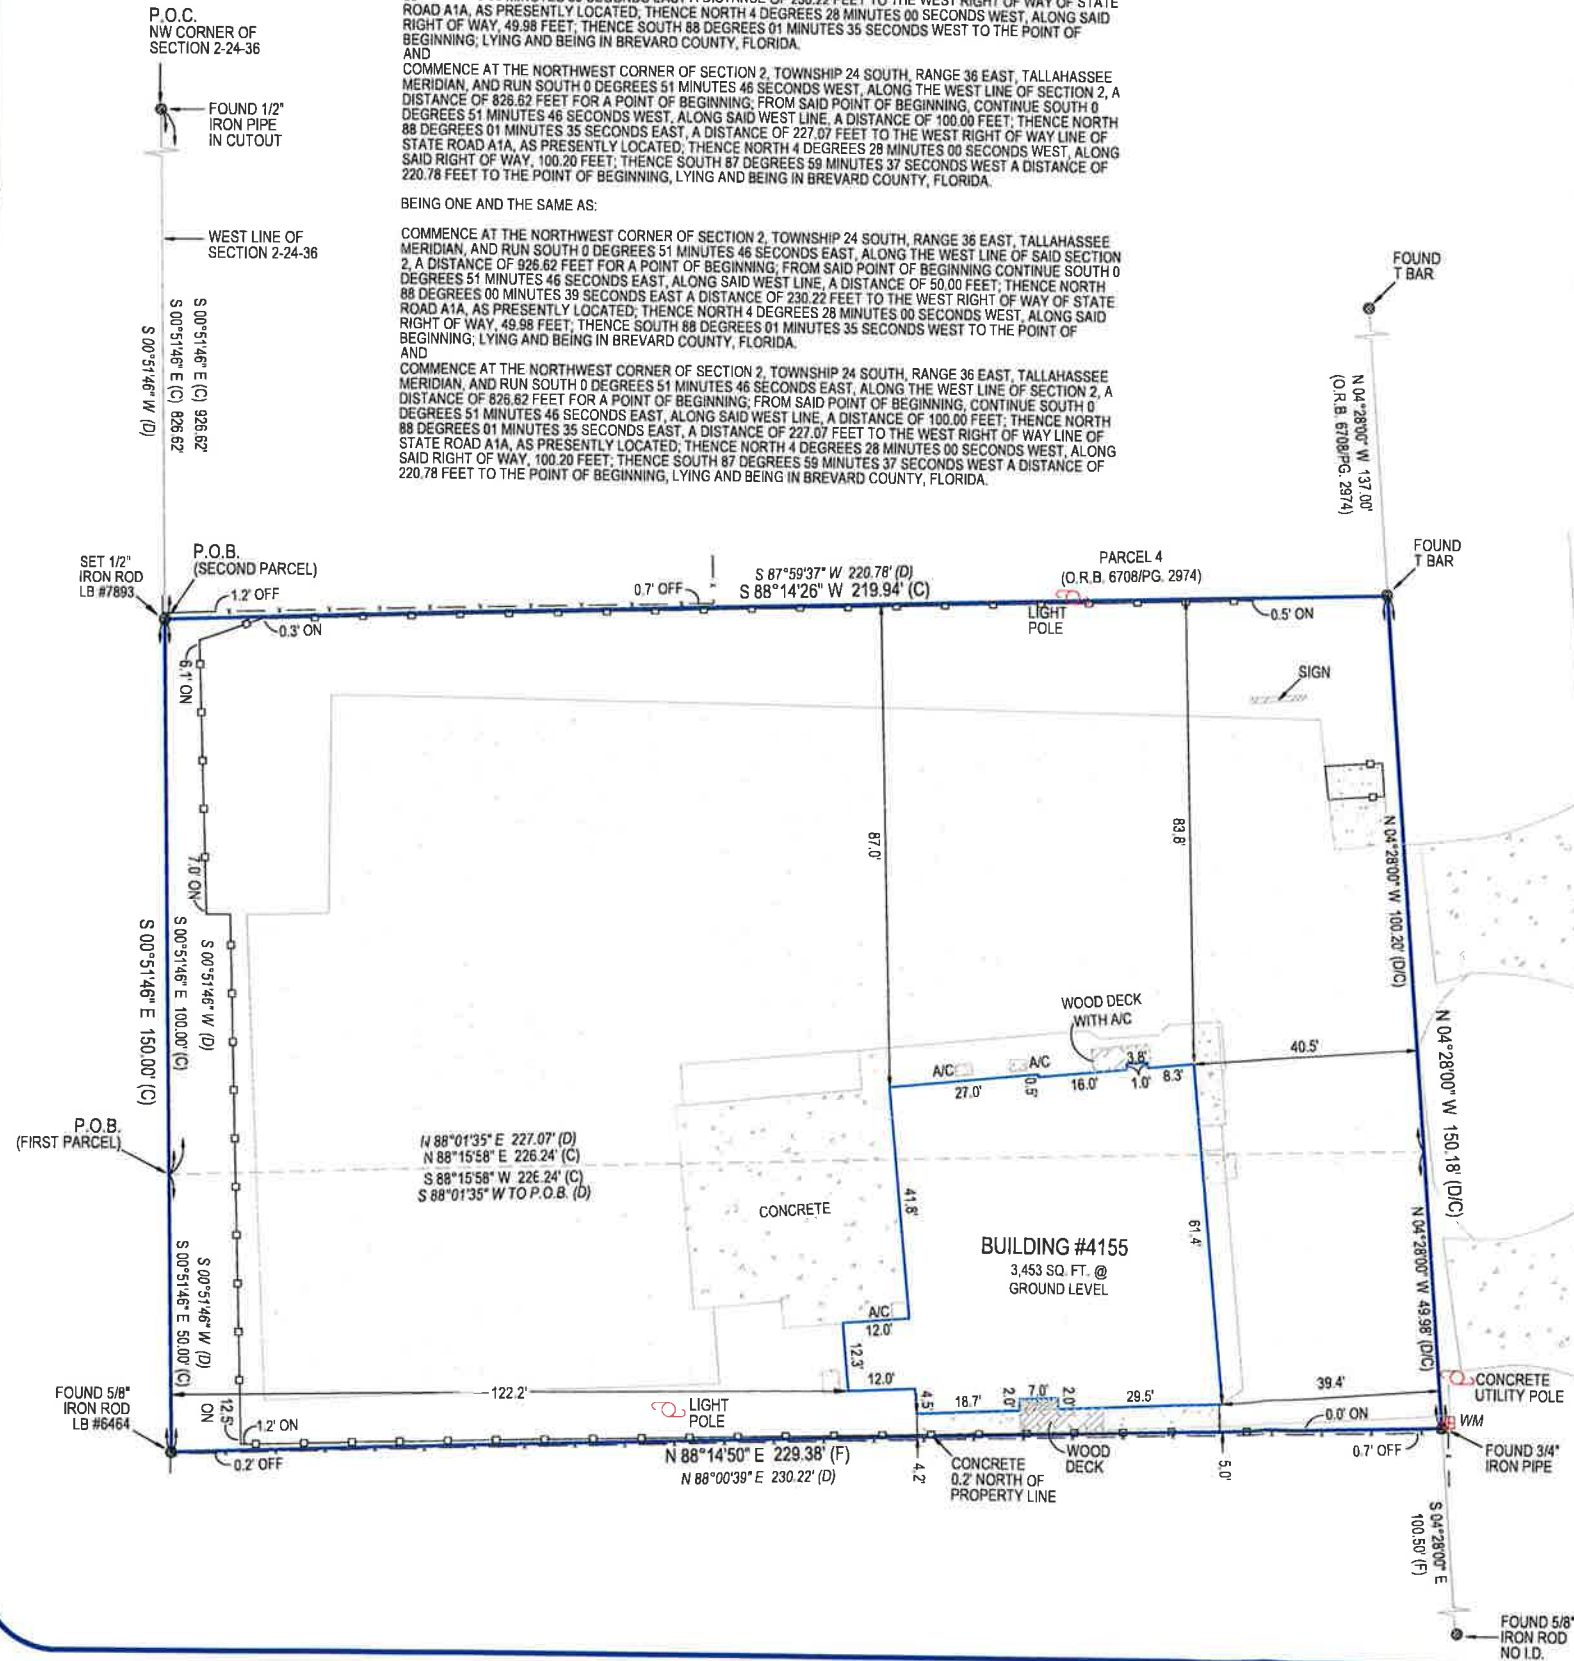 P.O.C.
NW CORNER OF
SECTION 2-24-36
FOUND 1/2"
IRON PIPE
IN CUTOUT
WEST LINE OF
SECTION 2-24-36
S 00°51'46" E (C) 926.62'
S 00°51'46" E (C) 826.62'
S 00°51'46" W (D)
ROAD A1A, AS PRESENTLY LOCATED; THENCE NORTH 4 DEGREES 28 MINUTES 00 SECONDS WEST, ALONG SAID
RIGHT OF WAY, 49.98 FEET; THENCE SOUTH 88 DEGREES 01 MINUTES 35 SECONDS WEST TO THE POINT OF
BEGINNING; LYING AND BEING IN BREVARD COUNTY, FLORIDA.
AND
COMMENCE AT THE NORTHWEST CORNER OF SECTION 2, TOWNSHIP 24 SOUTH, RANGE 36 EAST, TALLAHASSEE
MERIDIAN, AND RUN SOUTH 0 DEGREES 51 MINUTES 46 SECONDS WEST, ALONG THE WEST LINE OF SECTION 2, A
DISTANCE OF 826.62 FEET FOR A POINT OF BEGINNING; FROM SAID POINT OF BEGINNING, CONTINUE SOUTH 0
DEGREES 51 MINUTES 46 SECONDS WEST, ALONG SAID WEST LINE, A DISTANCE OF 100.00 FEET; THENCE NORTH
88 DEGREES 01 MINUTES 35 SECONDS EAST, A DISTANCE OF 227.07 FEET TO THE WEST RIGHT OF WAY LINE OF
STATE ROAD A1A, AS PRESENTLY LOCATED; THENCE NORTH 4 DEGREES 28 MINUTES 00 SECONDS WEST, ALONG
SAID RIGHT OF WAY, 100.20 FEET; THENCE SOUTH 87 DEGREES 59 MINUTES 37 SECONDS WEST A DISTANCE OF
220.78 FEET TO THE POINT OF BEGINNING, LYING AND BEING IN BREVARD COUNTY, FLORIDA.
BEING ONE AND THE SAME AS:
COMMENCE AT THE NORTHWEST CORNER OF SECTION 2, TOWNSHIP 24 SOUTH, RANGE 36 EAST, TALLAHASSEE
MERIDIAN, AND RUN SOUTH 0 DEGREES 51 MINUTES 46 SECONDS EAST, ALONG THE WEST LINE OF SAID SECTION
2, A DISTANCE OF 926.62 FEET FOR A POINT OF BEGINNING; FROM SAID POINT OF BEGINNING CONTINUE SOUTH 0
DEGREES 51 MINUTES 46 SECONDS EAST, ALONG SAID WEST LINE, A DISTANCE OF 50.00 FEET; THENCE NORTH
88 DEGREES 00 MINUTES 39 SECONDS EAST A DISTANCE OF 230.22 FEET TO THE WEST RIGHT OF WAY OF STATE
ROAD A1A, AS PRESENTLY LOCATED; THENCE NORTH 4 DEGREES 28 MINUTES 00 SECONDS WEST, ALONG SAID
RIGHT OF WAY, 49.98 FEET; THENCE SOUTH 88 DEGREES 01 MINUTES 35 SECONDS WEST TO THE POINT OF
BEGINNING; LYING AND BEING IN BREVARD COUNTY, FLORIDA.
AND
COMMENCE AT THE NORTHWEST CORNER OF SECTION 2, TOWNSHIP 24 SOUTH, RANGE 36 EAST, TALLAHASSEE
MERIDIAN, AND RUN SOUTH 0 DEGREES 51 MINUTES 46 SECONDS EAST, ALONG THE WEST LINE OF SECTION 2, A
DISTANCE OF 826.62 FEET FOR A POINT OF BEGINNING; FROM SAID POINT OF BEGINNING, CONTINUE SOUTH 0
DEGREES 51 MINUTES 46 SECONDS EAST, ALONG SAID WEST LINE, A DISTANCE OF 100.00 FEET; THENCE NORTH
88 DEGREES 01 MINUTES 35 SECONDS EAST, A DISTANCE OF 227.07 FEET TO THE WEST RIGHT OF WAY LINE OF
STATE ROAD A1A, AS PRESENTLY LOCATED; THENCE NORTH 4 DEGREES 28 MINUTES 00 SECONDS WEST, ALONG
SAID RIGHT OF WAY, 100.20 FEET; THENCE SOUTH 87 DEGREES 59 MINUTES 37 SECONDS WEST A DISTANCE OF
220.78 FEET TO THE POINT OF BEGINNING, LYING AND BEING IN BREVARD COUNTY, FLORIDA.
FOUND
T BAR
N 04°28'00" W 137.00'
(O.R.B. 6708/PG. 2974)
FOUND
T BAR
SET 1/2"
IRON ROD
LB #7893
P.O.B.
(SECOND PARCEL)
1.2' OFF
0.3' ON
0.7' OFF
S 87°59'37" W 220.78' (D)
S 88°14'26" W 219.94' (C)
PARCEL 4
(O.R.B. 6708/PG. 2974)
LIGHT
POLE
0.5' ON
SIGN
6.1' ON
7.0' ON
87.0'
83.8'
N 04°28'00" W 100.20' (D/C)
S 00°51'46" W (D)
S 00°51'46" E 100.00' (C)
S 00°51'46" E 150.00' (C)
WOOD DECK
WITH A/C
A/C
A/C
27.0'
0.5'
16.0'
3.8'
1.0'
8.3'
40.5'
N 04°28'00" W 150.18' (D/C)
P.O.B.
(FIRST PARCEL)
N 88°01'35" E 227.07' (D)
N 88°15'58" E 226.24' (C)
S 88°15'58" W 226.24' (C)
S 88°01'35" W TO P.O.B. (D)
CONCRETE
41.8'
61.4'
BUILDING #4155
3,453 SQ. FT. @
GROUND LEVEL
N 04°28'00" W 49.98' (D/C)
S 00°51'46" W (D)
S 00°51'46" E 50.00' (C)
A/C
12.0'
12.3'
12.0'
4.5'
18.7'
2.0'
7.0'
2.0'
29.5'
39.4'
122.2'
CONCRETE
UTILITY POLE
FOUND 5/8"
IRON ROD
LB #6464
12.5'
ON
1.2' ON
0.2' OFF
LIGHT
POLE
N 88°14'50" E 229.38' (F)
N 88°00'39" E 230.22' (D)
4.2'
CONCRETE
0.2' NORTH OF
PROPERTY LINE
WOOD
DECK
5.0'
0.0' ON
0.7' OFF
WM
FOUND 3/4"
IRON PIPE
S 04°28'00" E
100.50' (F)
FOUND 5/8"
IRON ROD
NO I.D.